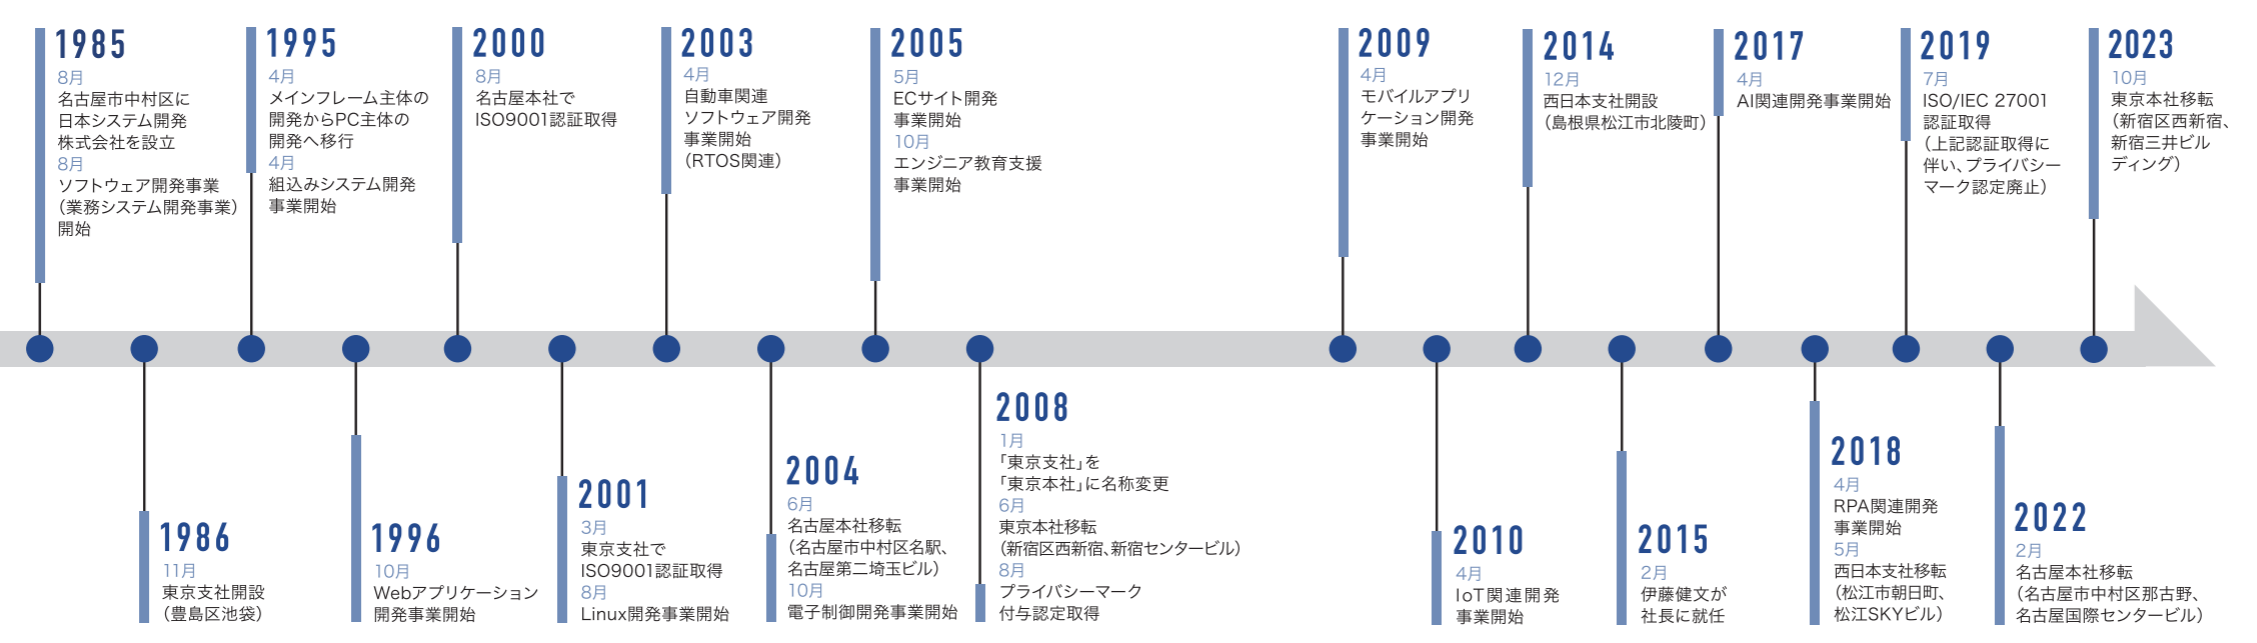 1985
8月
名古屋市中村区に
日本システム開発
株式会社を設立
8月
ソフトウェア開発事業
（業務システム開発事業）
開始
1986
11月
東京支社開設
（豊島区池袋）
1995
4月
メインフレーム主体の
開発からPC主体の
開発へ移行
4月
組込みシステム開発
事業開始
1996
10月
Webアプリケーション
開発事業開始
2000
8月
名古屋本社で
ISO9001認証取得
2001
3月
東京支社で
ISO9001認証取得
8月
Linux開発事業開始
2003
4月
自動車関連
ソフトウェア開発
事業開始
（RTOS関連）
2004
6月
名古屋本社移転
（名古屋市中村区名駅、
名古屋第二埼玉ビル）
10月
電子制御開発事業開始
2005
5月
ECサイト開発
事業開始
10月
エンジニア教育支援
事業開始
2008
1月
「東京支社」を
「東京本社」に名称変更
6月
東京本社移転
（新宿区西新宿、新宿センタービル）
8月
プライバシーマーク
付与認定取得
2009
4月
モバイルアプリ
ケーション開発
事業開始
2010
4月
IoT関連開発
事業開始
2014
12月
西日本支社開設
（島根県松江市北陵町）
2015
2月
伊藤健文が
社長に就任
2017
4月
AI関連開発事業開始
2018
4月
RPA関連開発
事業開始
5月
西日本支社移転
（松江市朝日町、
松江SKYビル）
2019
7月
ISO/IEC 27001
認証取得
（上記認証取得に
伴い、プライバシー
マーク認定廃止）
2022
2月
名古屋本社移転
（名古屋市中村区那古野、
名古屋国際センタービル）
2023
10月
東京本社移転
（新宿区西新宿、
新宿三井ビル
ディング）